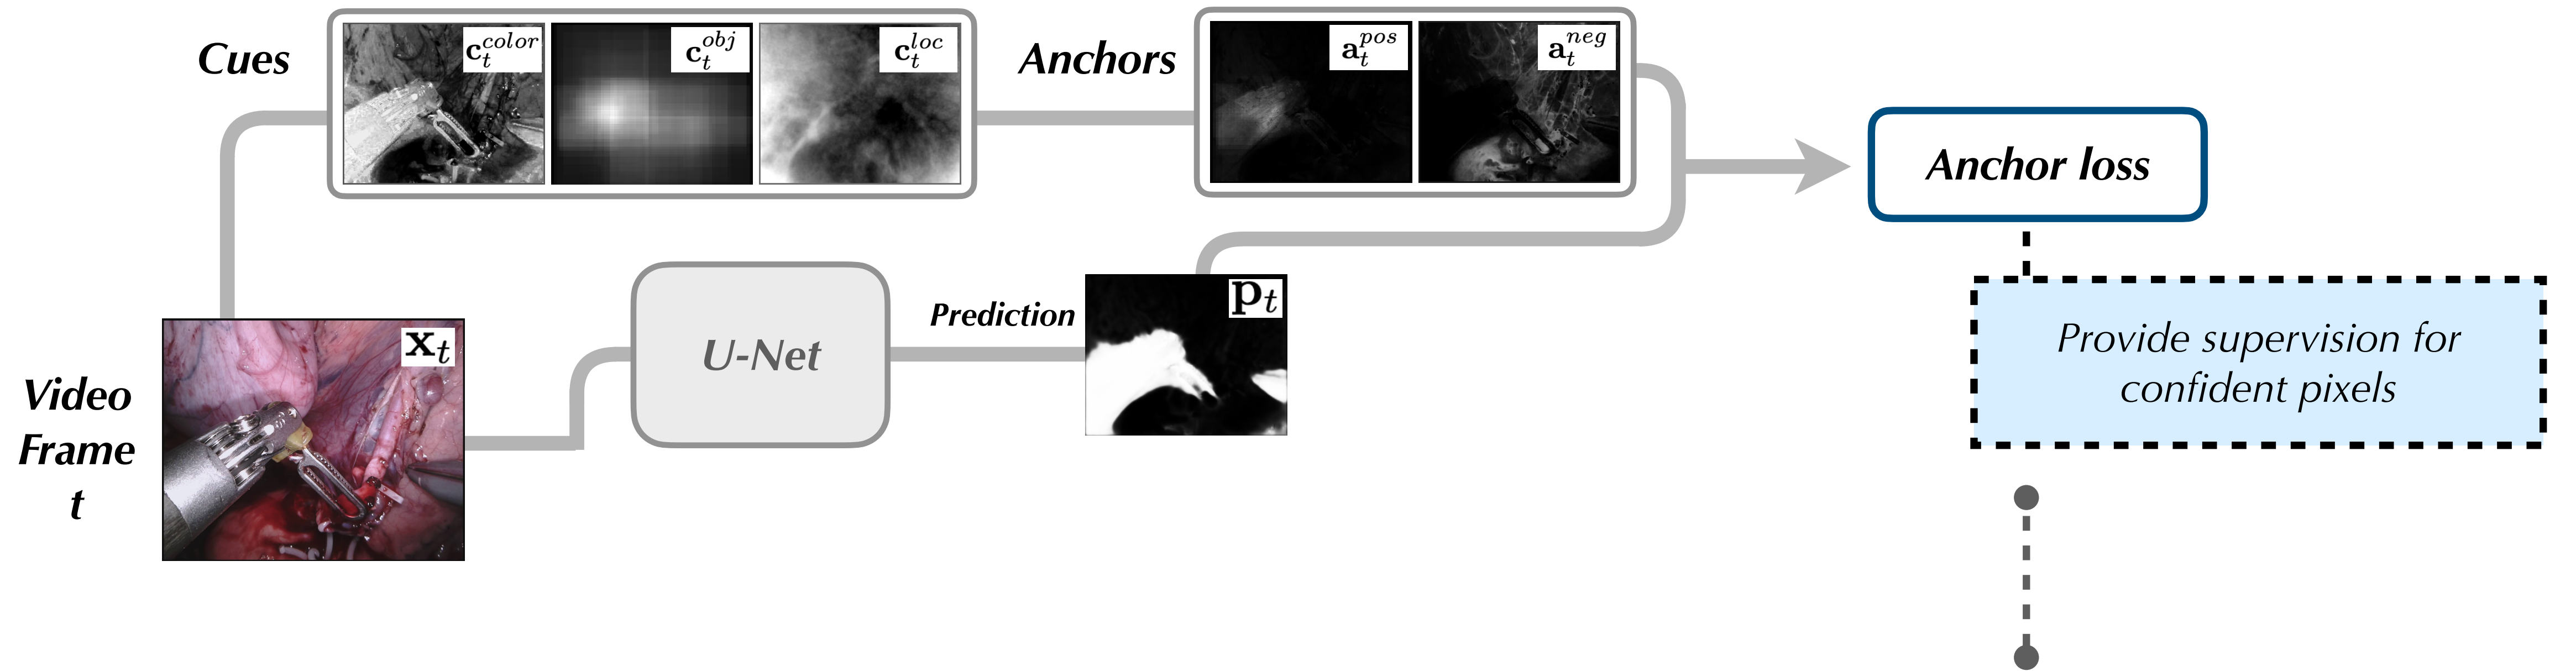 Cues
c_t^{color}
c_t^{obj}
c_t^{loc}
Anchors
a_t^{pos}
a_t^{neg}
Anchor loss
Video
Frame
t
x_t
U-Net
Prediction
p_t
Provide supervision for
confident pixels